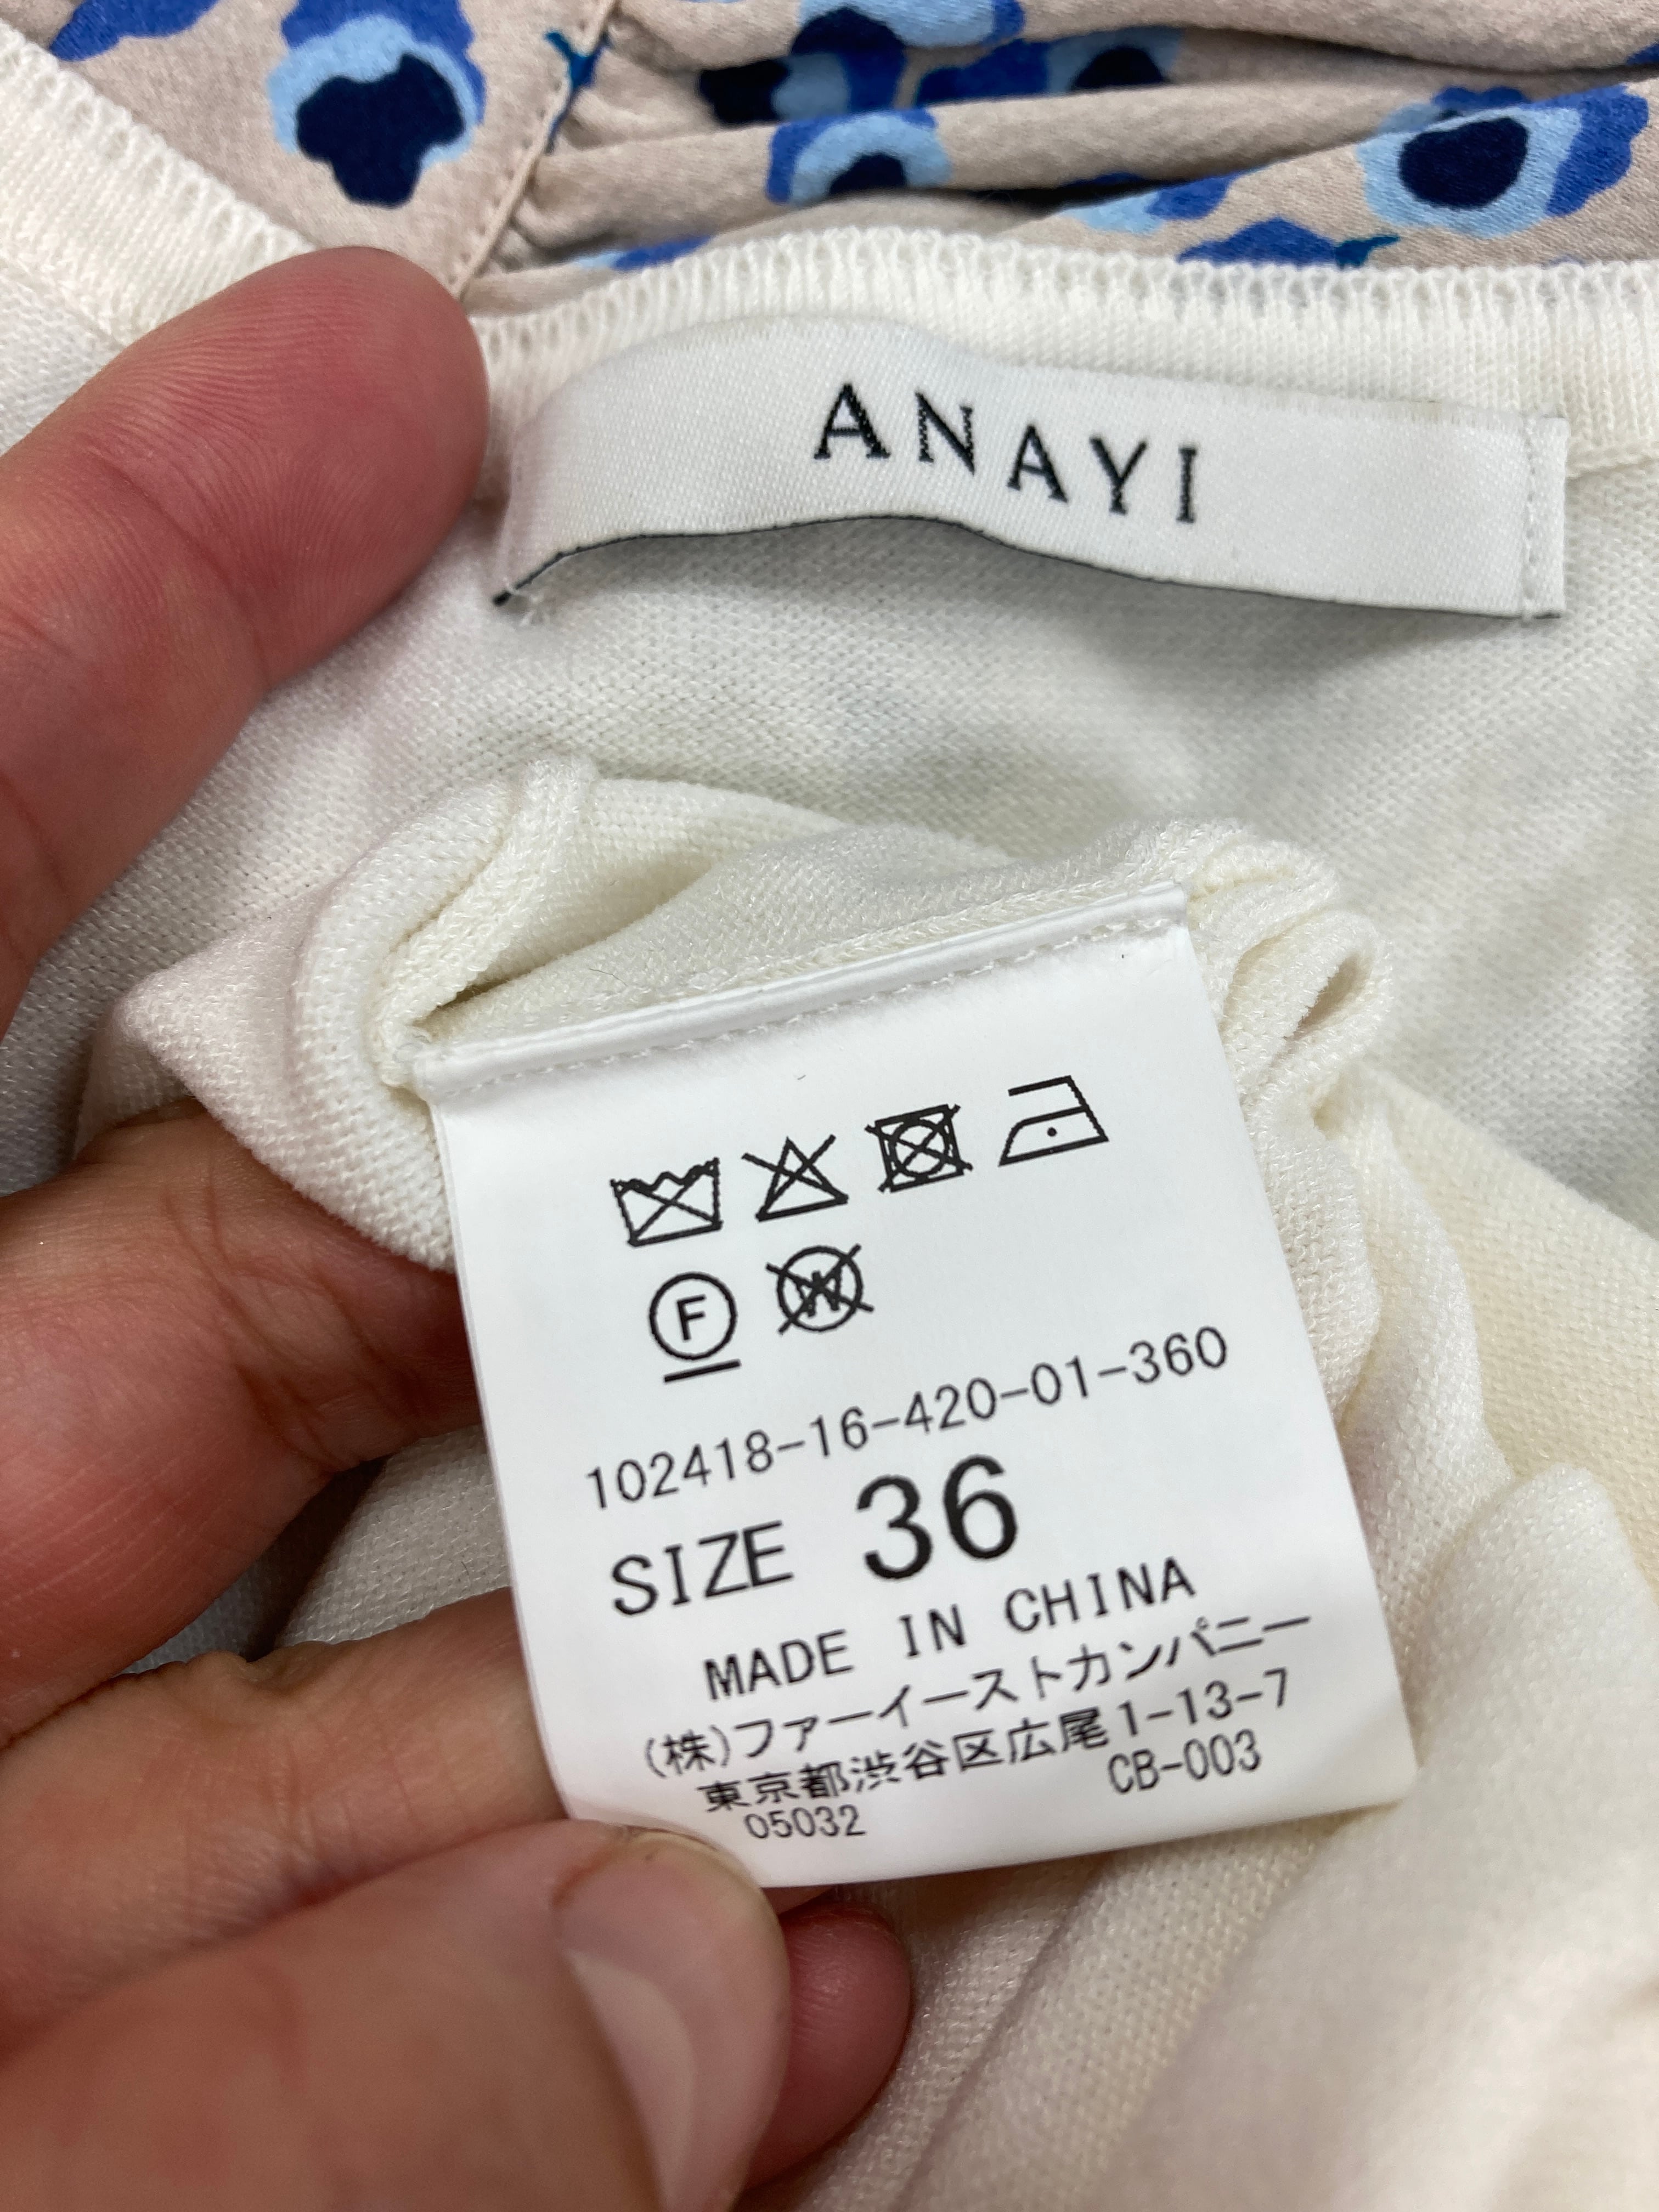 ANAYI
F
W
102418-16-420-01-360
SIZE 36
MADE IN CHINA
(株)ファーイーストカンパニー
東京都渋谷区広尾1-13-7
05032 CB-003